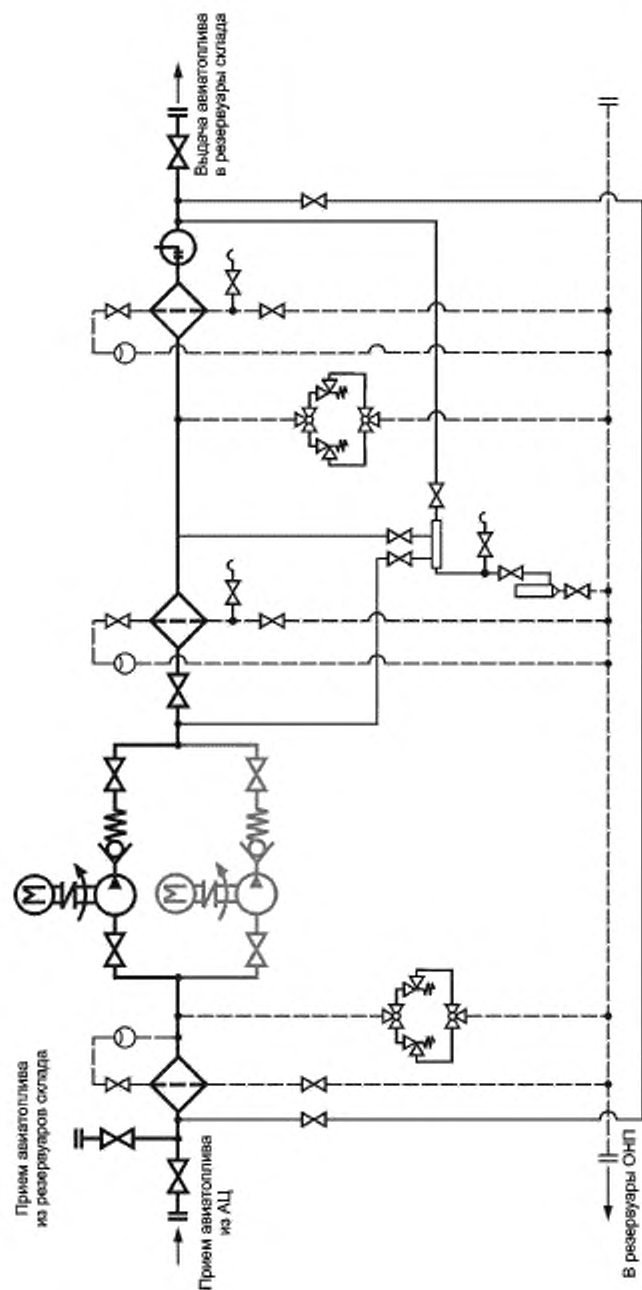 Прием авиатоплива
из резервуаров склада
Прием авиатоплива
из АЦ
М
М
Выдача авиатоплива
в резервуары склада
В резервуары ОНП